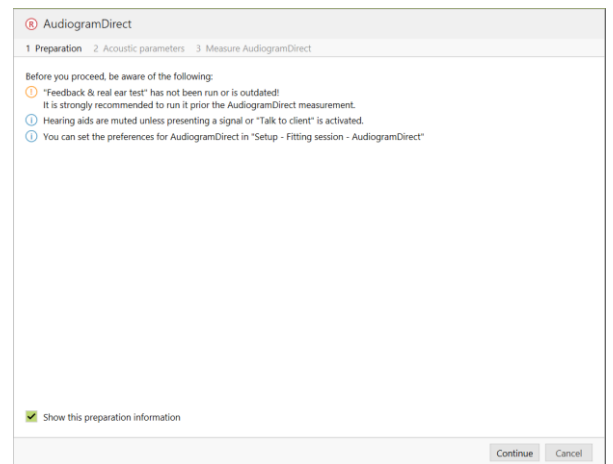 R AudiogramDirect
1 Preparation 2 Acoustic parameters 3 Measure AudiogramDirect
Before you proceed, be aware of the following:
! "Feedback & real ear test" has not been run or is outdated!
It is strongly recommended to run it prior the AudiogramDirect measurement.
i Hearing aids are muted unless presenting a signal or "Talk to client" is activated.
i You can set the preferences for AudiogramDirect in "Setup - Fitting session - AudiogramDirect"
Show this preparation information
Continue Cancel